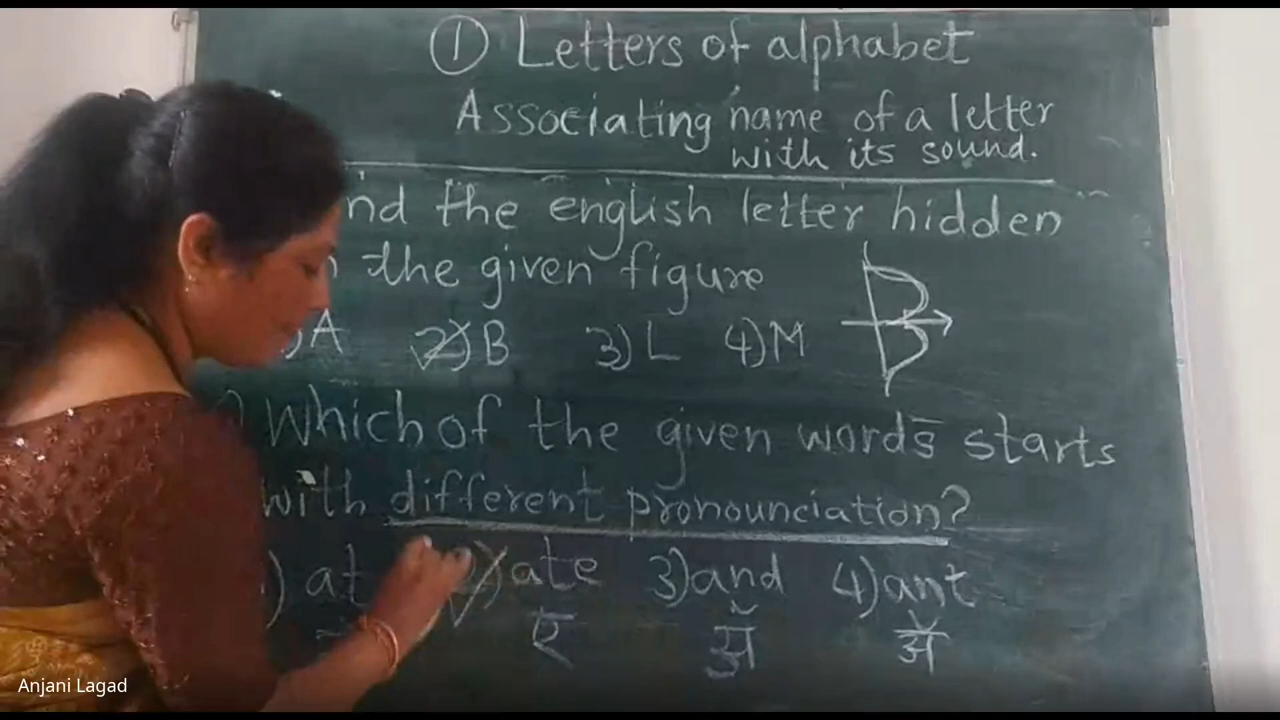 ① Letters of alphabet
Associating name of a letter
with its sound.
the english letter hidden
the given figure
A 2) B 3) L 4) M
Which of the given words starts
with different pronounciation?
) at 2) ate 3) and 4) ant
ए ॲ ॲ
Anjani Lagad